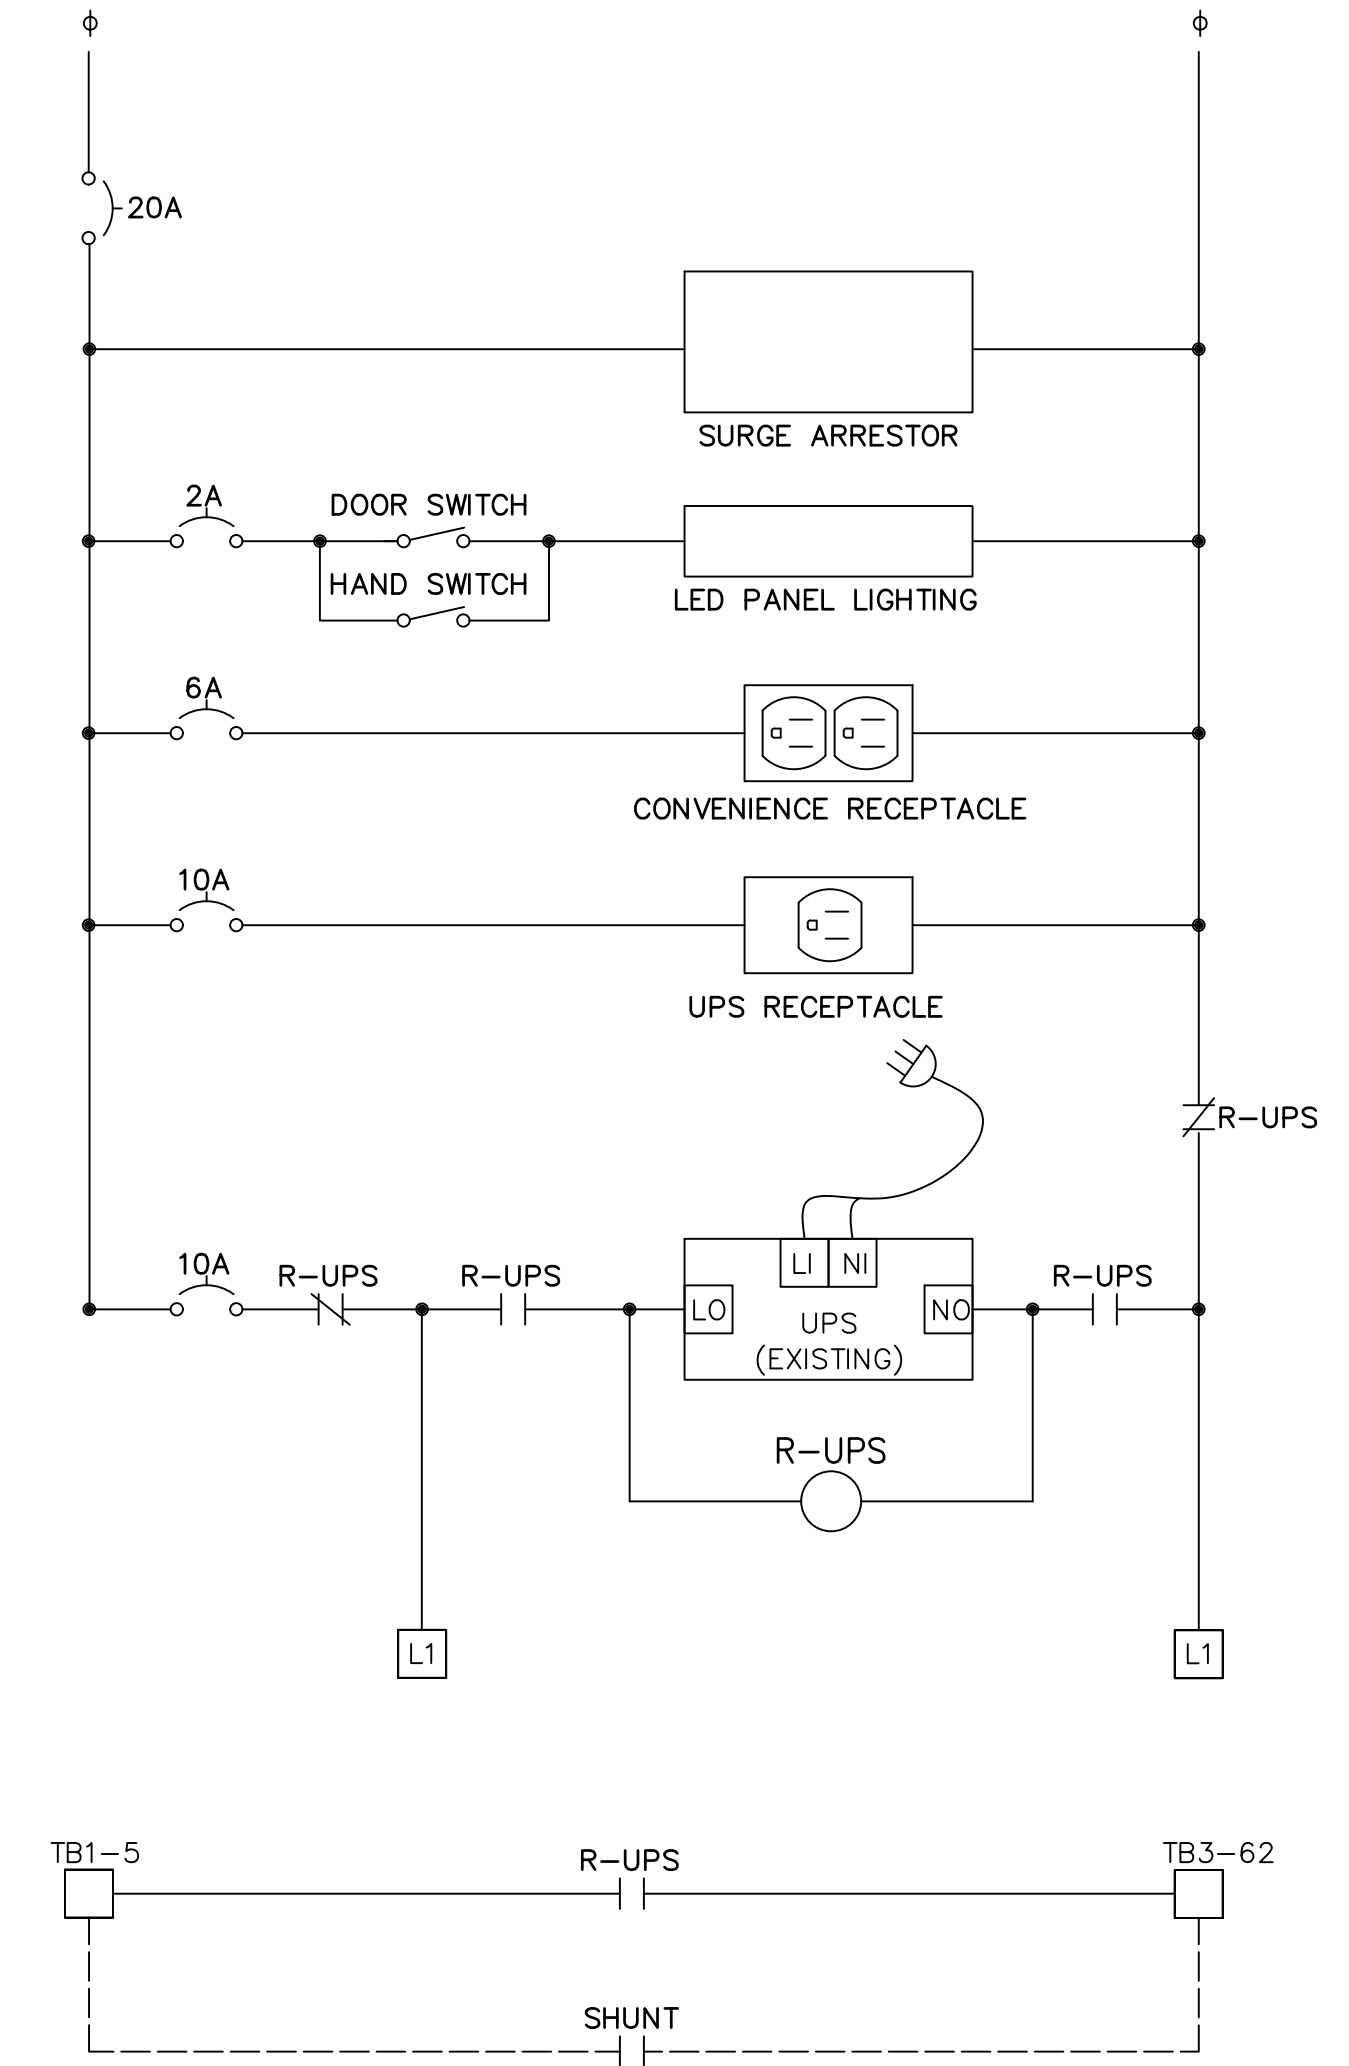 ϕ ϕ
20A
SURGE ARRESTOR
2A
DOOR SWITCH
HAND SWITCH
LED PANEL LIGHTING
6A
CONVENIENCE RECEPTACLE
10A
UPS RECEPTACLE
R-UPS
10A
R-UPS
R-UPS
LI NI
R-UPS
LO
NO
UPS
(EXISTING)
R-UPS
L1
L1
TB1-5
R-UPS
TB3-62
SHUNT